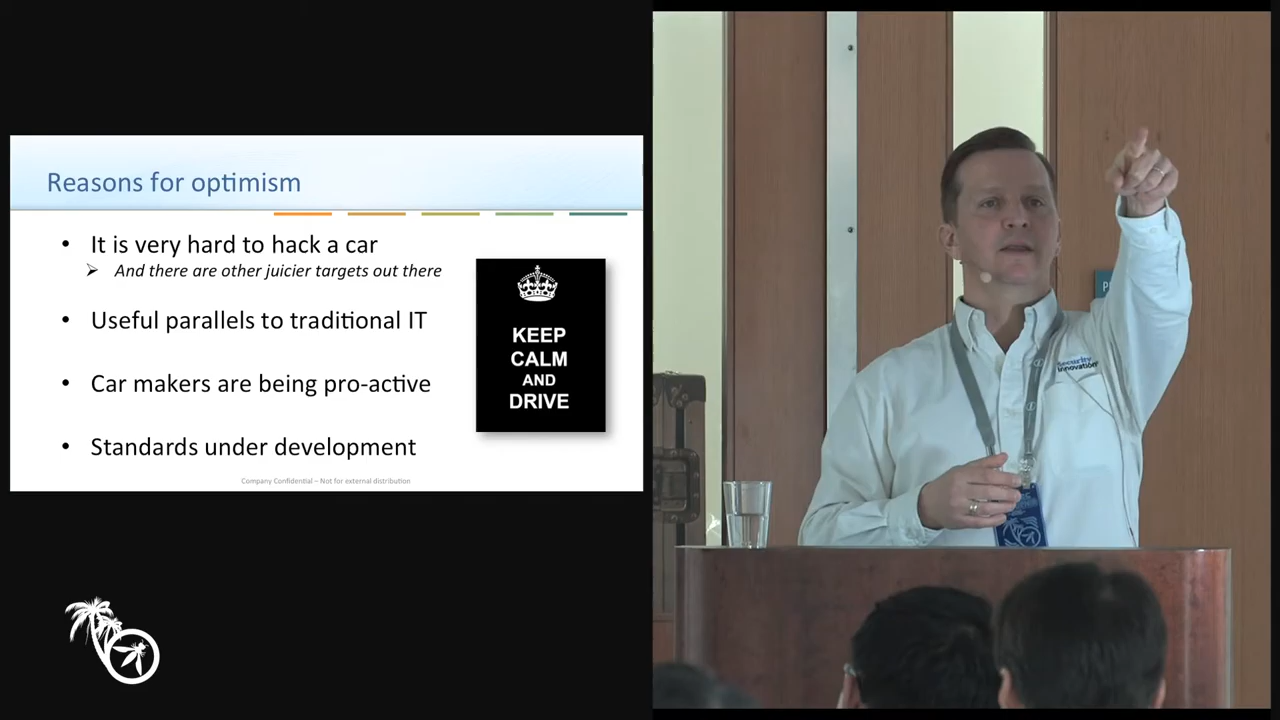 Reasons for optimism
• It is very hard to hack a car
➢ And there are other juicier targets out there
• Useful parallels to traditional IT
• Car makers are being pro-active
• Standards under development
KEEP
CALM
AND
DRIVE
Company Confidential – Not for external distribution
Security
Innovation